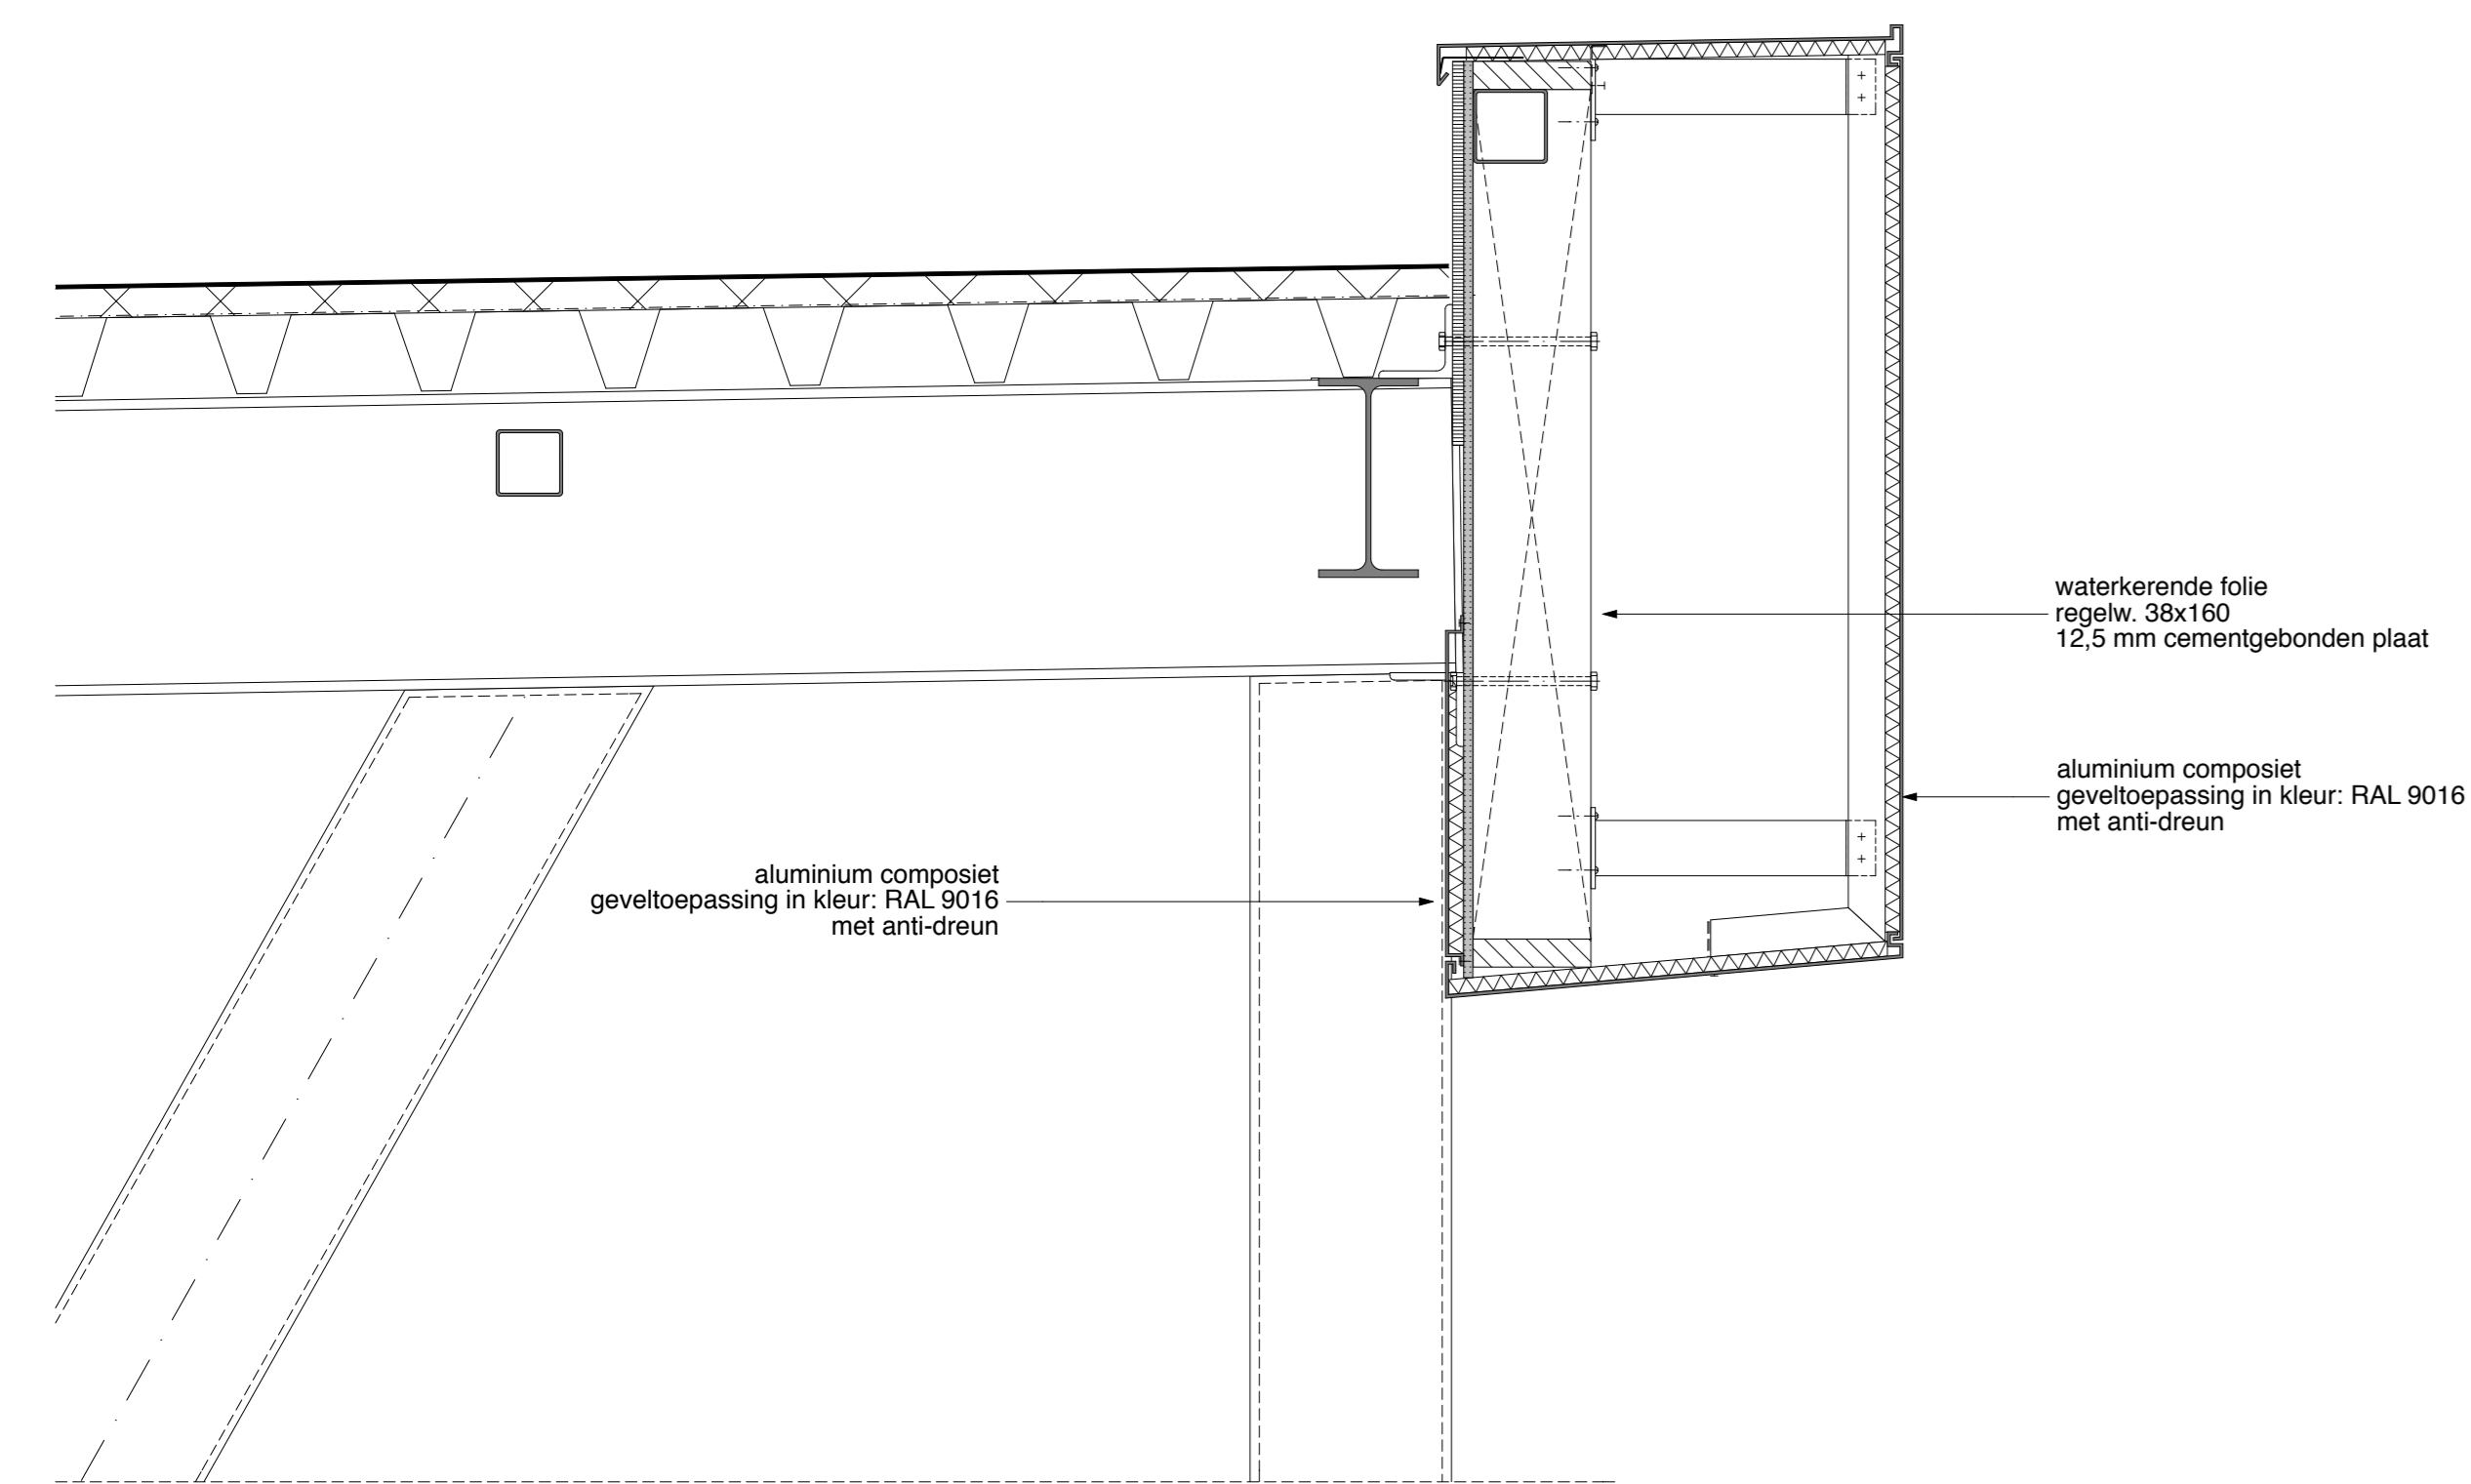 waterkerende folie
regelw. 38x160
12,5 mm cementgebonden plaat
aluminium composiet
geveltoepassing in kleur: RAL 9016
met anti-dreun
aluminium composiet
geveltoepassing in kleur: RAL 9016
met anti-dreun